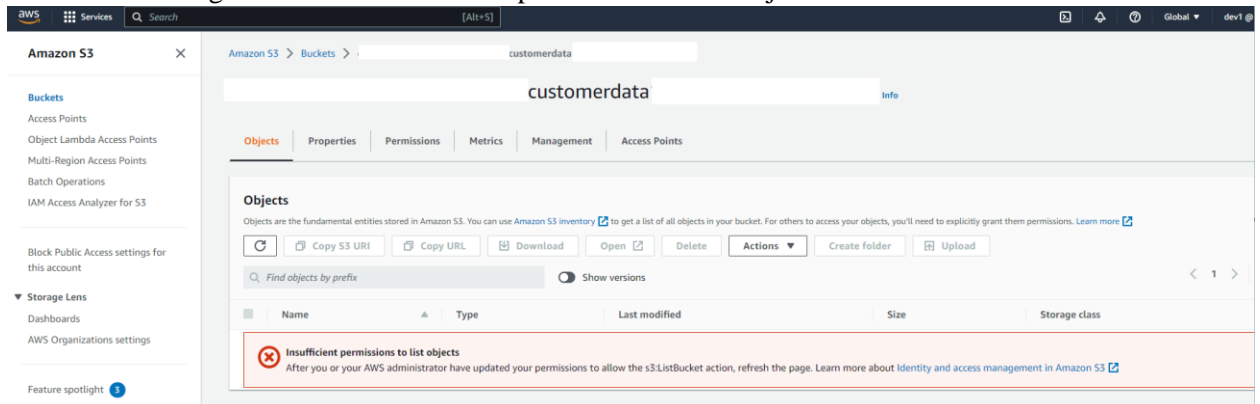 aws Services Search [Alt+S] Global ▼ dev1 @
Amazon S3
Amazon S3 > Buckets > customerdata
customerdata Info
Buckets
Access Points
Object Lambda Access Points
Multi-Region Access Points
Batch Operations
IAM Access Analyzer for S3
Block Public Access settings for
this account
▼ Storage Lens
Dashboards
AWS Organizations settings
Feature spotlight 3
Objects Properties Permissions Metrics Management Access Points
Objects
Objects are the fundamental entities stored in Amazon S3. You can use Amazon S3 inventory to get a list of all objects in your bucket. For others to access your objects, you'll need to explicitly grant them permissions. Learn more
Copy S3 URI Copy URL Download Open Delete Actions ▼ Create folder Upload
Find objects by prefix Show versions < 1 >
Name Type Last modified Size Storage class
Insufficient permissions to list objects
After you or your AWS administrator have updated your permissions to allow the s3:ListBucket action, refresh the page. Learn more about Identity and access management in Amazon S3